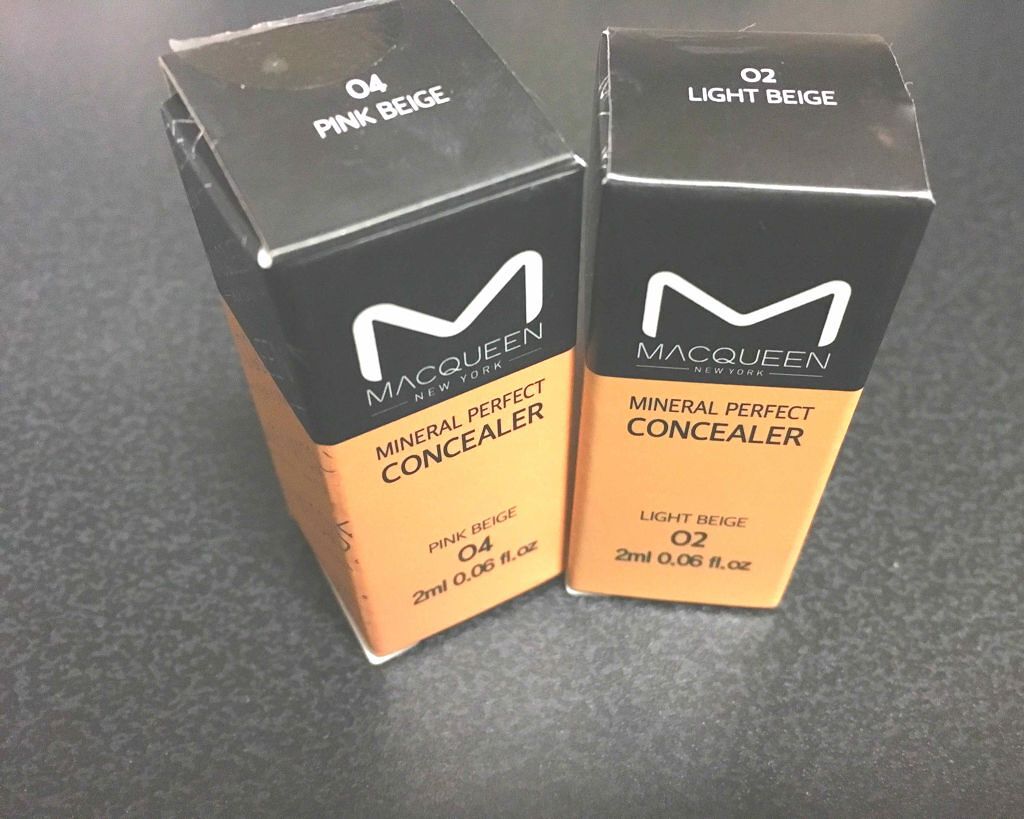 04
PINK BEIGE
MACQUEEN
NEW YORK
MINERAL PERFECT
CONCEALER
PINK BEIGE
04
2ml 0.06 fl.oz
02
LIGHT BEIGE
MACQUEEN
NEW YORK
MINERAL PERFECT
CONCEALER
LIGHT BEIGE
02
2ml 0.06 fl.oz